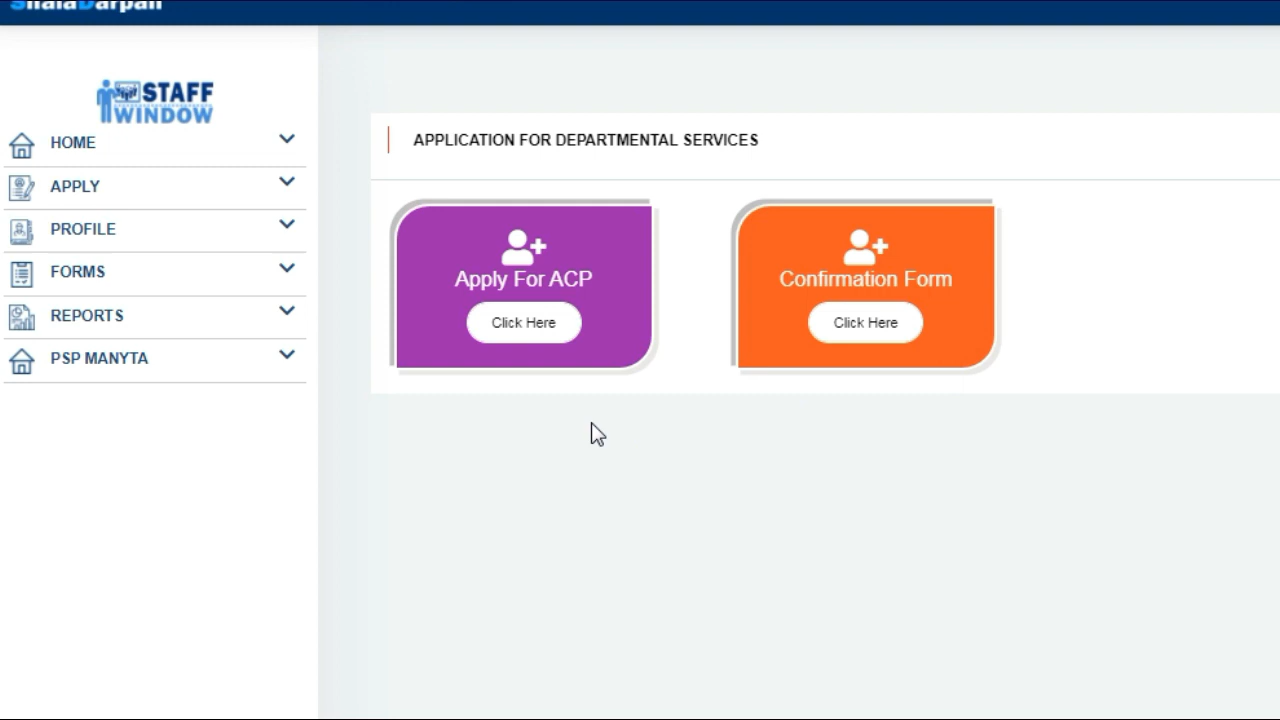 ShalaDarpan
STAFF
WINDOW
HOME
APPLY
PROFILE
FORMS
REPORTS
PSP MANYTA
APPLICATION FOR DEPARTMENTAL SERVICES
Apply For ACP
Click Here
Confirmation Form
Click Here